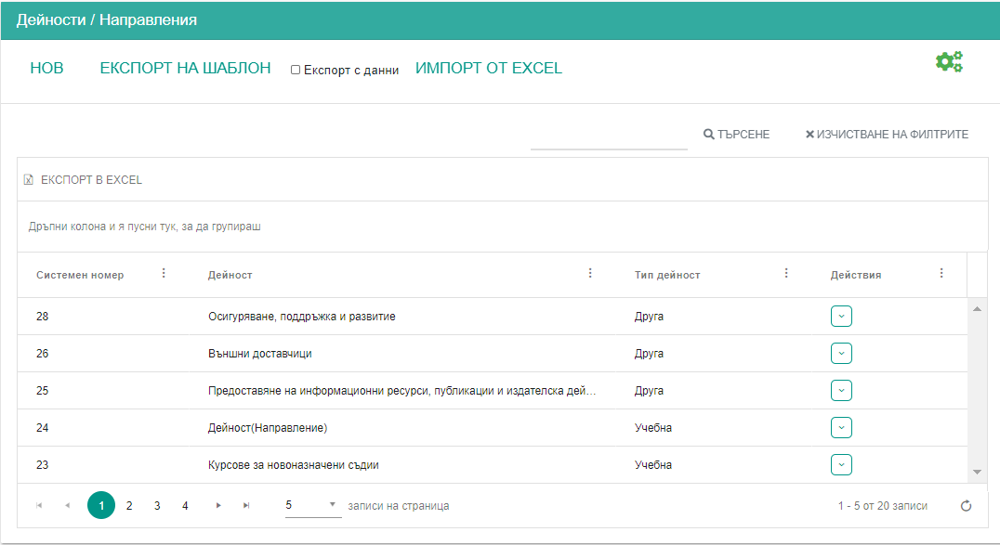 Дейности / Направления
НОВ ЕКСПОРТ НА ШАБЛОН Експорт с данни ИМПОРТ ОТ EXCEL
ТЪРСЕНЕ ИЗЧИСТВАНЕ НА ФИЛТРИТЕ
ЕКСПОРТ В EXCEL
Дръпни колона и я пусни тук, за да групираш
Системен номер Дейност Тип дейност Действия
28 Осигуряване, поддръжка и развитие Друга
26 Външни доставчици Друга
25 Предоставяне на информационни ресурси, публикации и издателска дей... Друга
24 Дейност(Направление) Учебна
23 Курсове за новоназначени съдии Учебна
1 2 3 4 5 записи на страница 1 - 5 от 20 записи